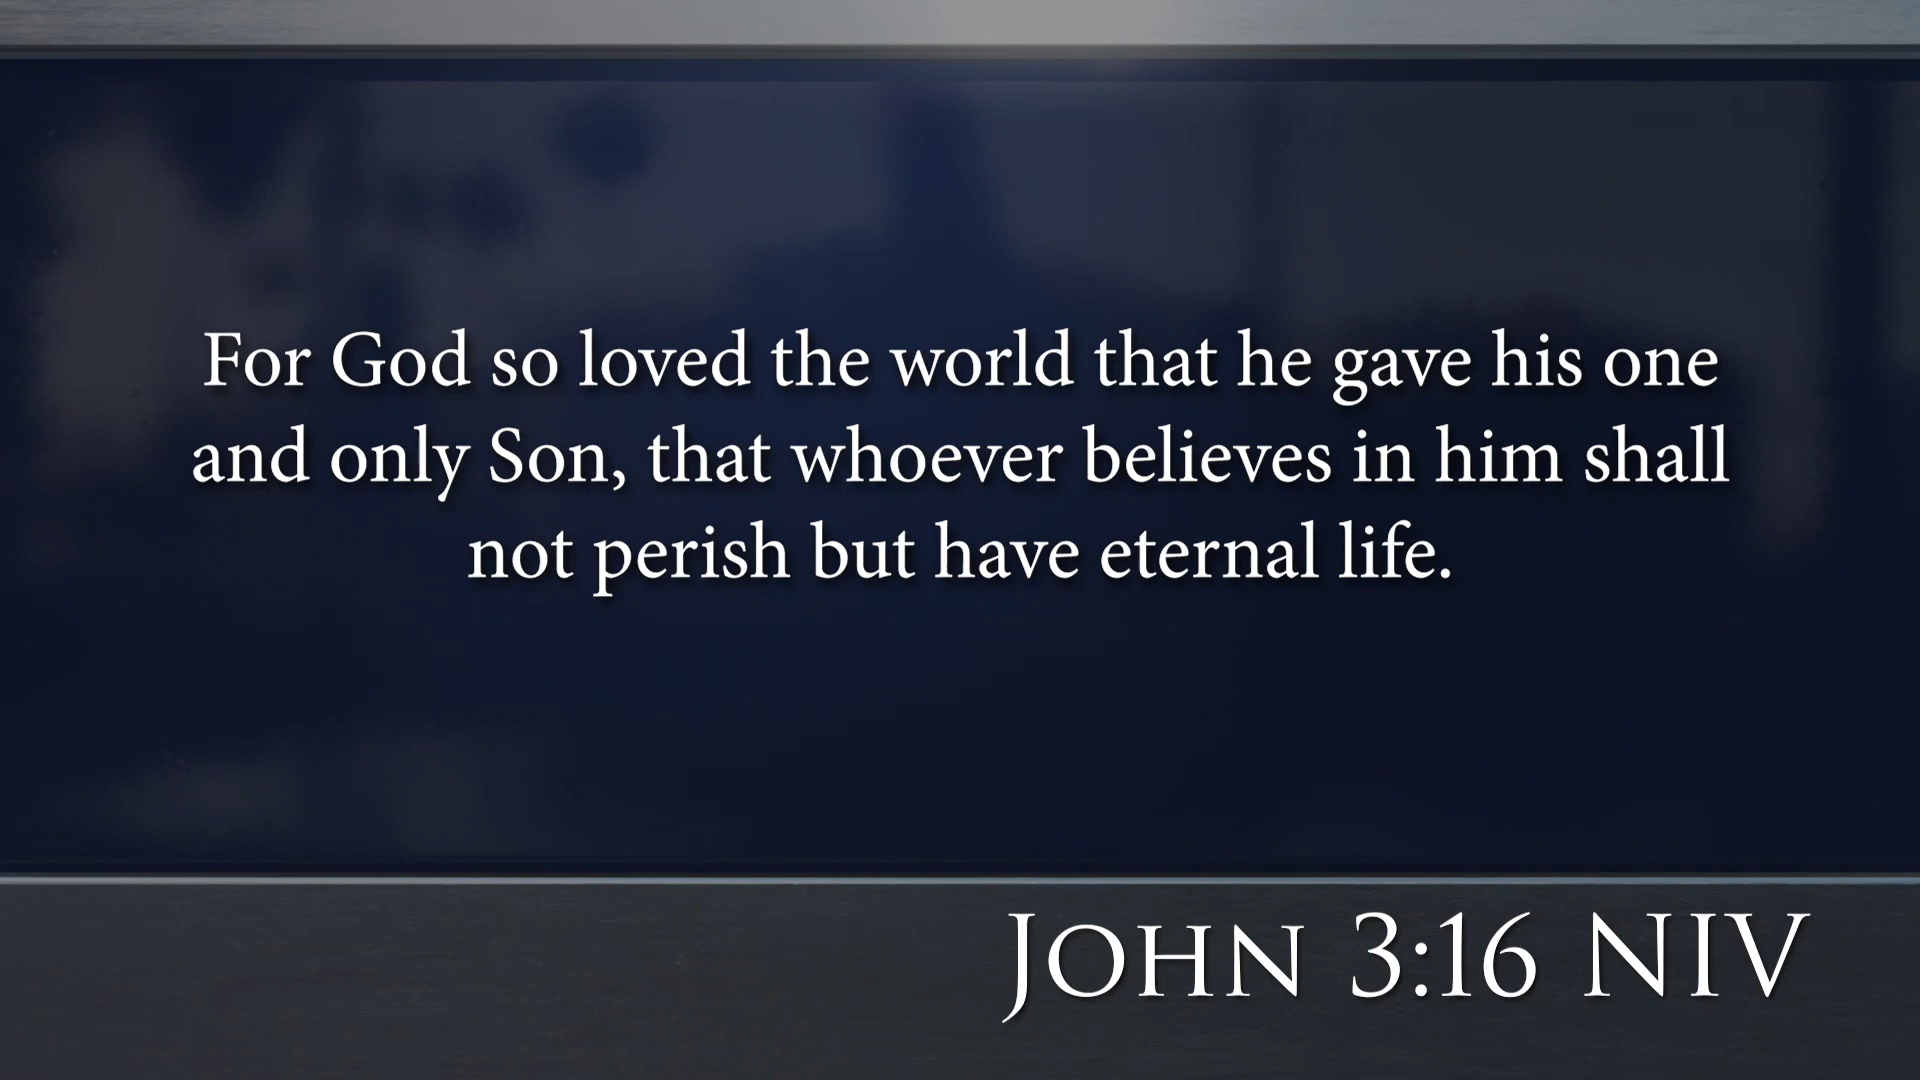 For God so loved the world that he gave his one
and only Son, that whoever believes in him shall
not perish but have eternal life.
John 3:16 NIV